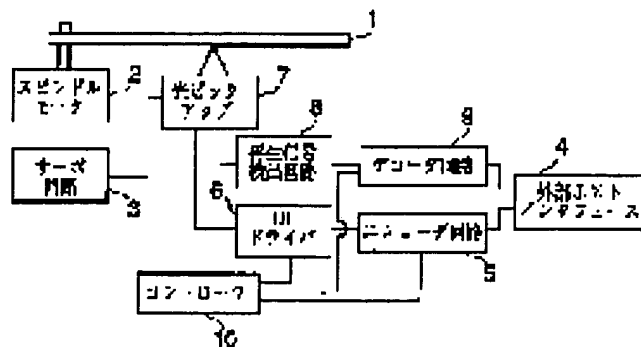 1
スピンドル
モータ
2
光ピック
アップ
7
8
再生信号
検出回路
9
デコーダ回路
4
外部ホスト
インタフェース
サーボ
回路
3
6
LD
ドライバ
エンコーダ回路
5
コントローラ
10